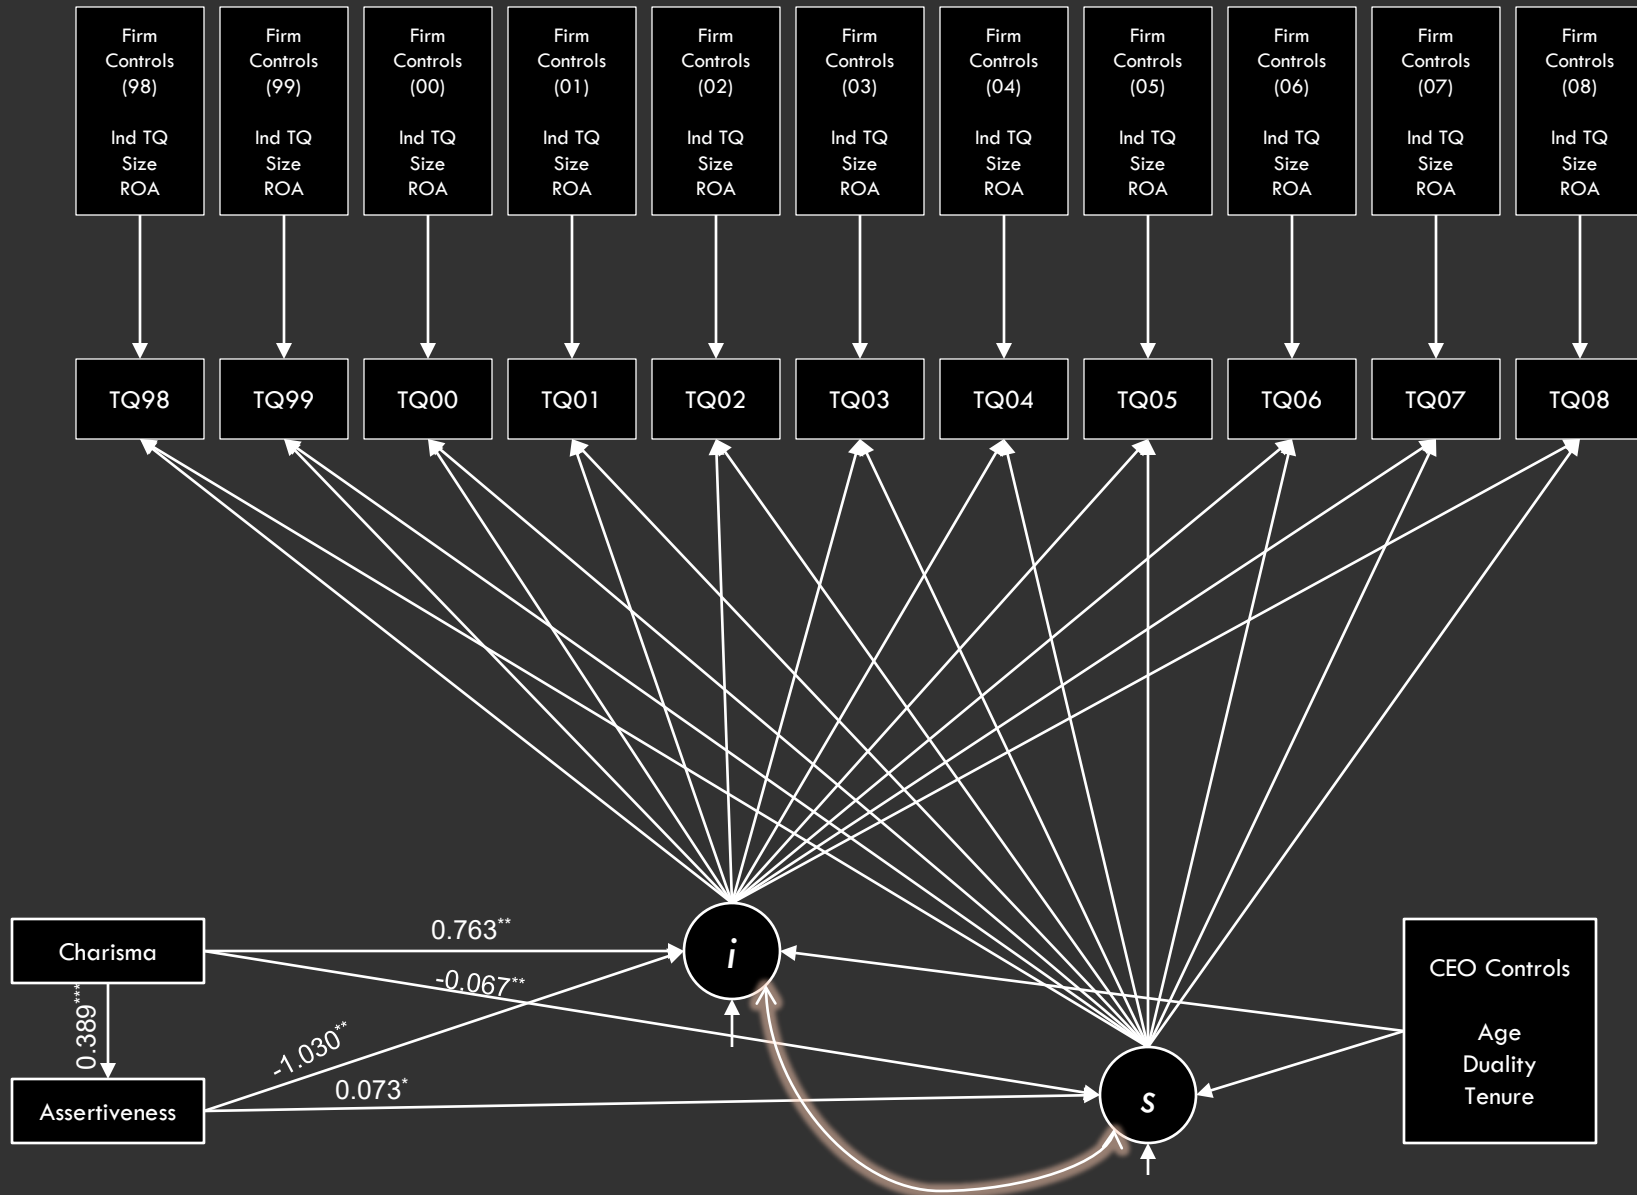 Firm
Controls
(98)
Ind TQ
Size
ROA
Firm
Controls
(99)
Ind TQ
Size
ROA
Firm
Controls
(00)
Ind TQ
Size
ROA
Firm
Controls
(01)
Ind TQ
Size
ROA
Firm
Controls
(02)
Ind TQ
Size
ROA
Firm
Controls
(03)
Ind TQ
Size
ROA
Firm
Controls
(04)
Ind TQ
Size
ROA
Firm
Controls
(05)
Ind TQ
Size
ROA
Firm
Controls
(06)
Ind TQ
Size
ROA
Firm
Controls
(07)
Ind TQ
Size
ROA
Firm
Controls
(08)
Ind TQ
Size
ROA
TQ98
TQ99
TQ00
TQ01
TQ02
TQ03
TQ04
TQ05
TQ06
TQ07
TQ08
Charisma
0.763**
-0.067**
i
0.389***
-1.030**
0.073*
Assertiveness
s
CEO Controls
Age
Duality
Tenure